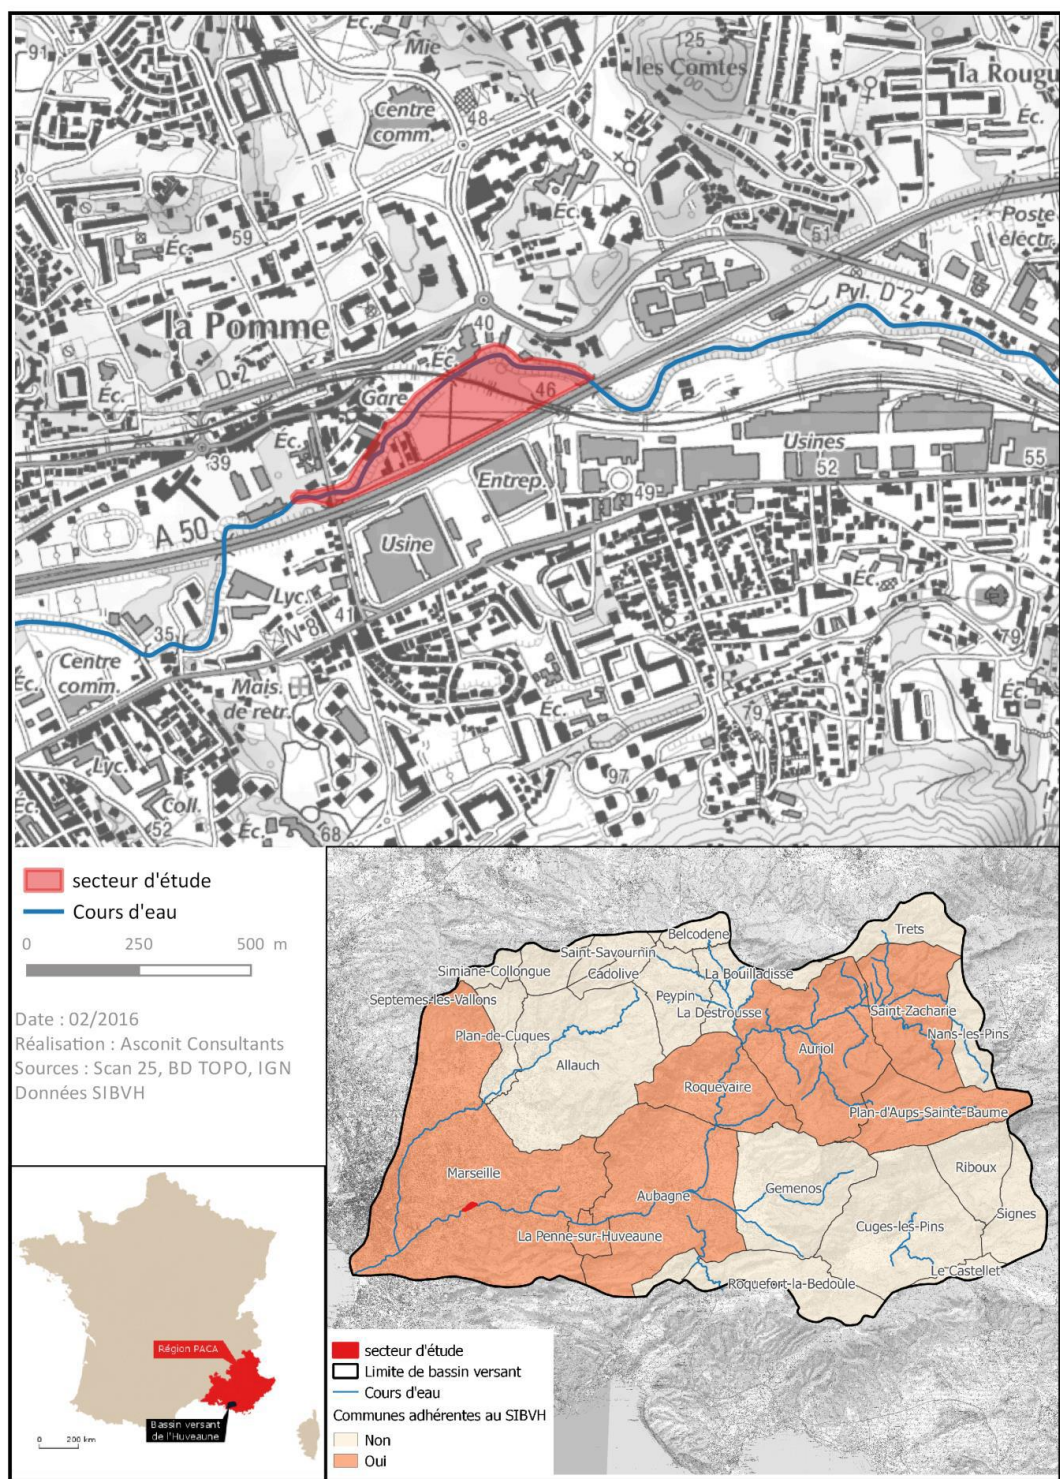 91
Éc.
Mie
125
les Comtes
100
la Rougu
Éc.
Centre
comm.
48
Éc.
59
Éc.
51
Poste
électr.
Pyl.
D 2
la Pomme
40
Éc.
D 2
Gare
46
Éc.
Éc.
39
Usines
52
55
Entrep.
49
A 50
Usine
Lyc.
41
N 8
Éc.
79
35
Centre
comm.
Éc.
Mais.
de retr.
Éc.
79
Éc.
Lyc.
Coll.
97
Éc.
52
Éc.
68
secteur d'étude
Cours d'eau
0 250 500 m
Date : 02/2016
Réalisation : Asconit Consultants
Sources : Scan 25, BD TOPO, IGN
Données SIBVH
Région PACA
Bassin versant
de l'Huveaune
0 200 km
Trets
Belcodene
Saint-Savournin
Simiane-Collongue
Cadolive
La Bouilladisse
Septemes-les-Vallons
Peypin
La Destrousse
Saint-Zacharie
Plan-de-Cuques
Nans-les-Pins
Allauch
Auriol
Roquevaire
Plan-d'Aups-Sainte-Baume
Marseille
Riboux
Gemenos
Aubagne
Signes
Cuges-les-Pins
La Penne-sur-Huveaune
Le Castellet
Roquefort-la-Bedoule
secteur d'étude
Limite de bassin versant
Cours d'eau
Communes adhérentes au SIBVH
Non
Oui